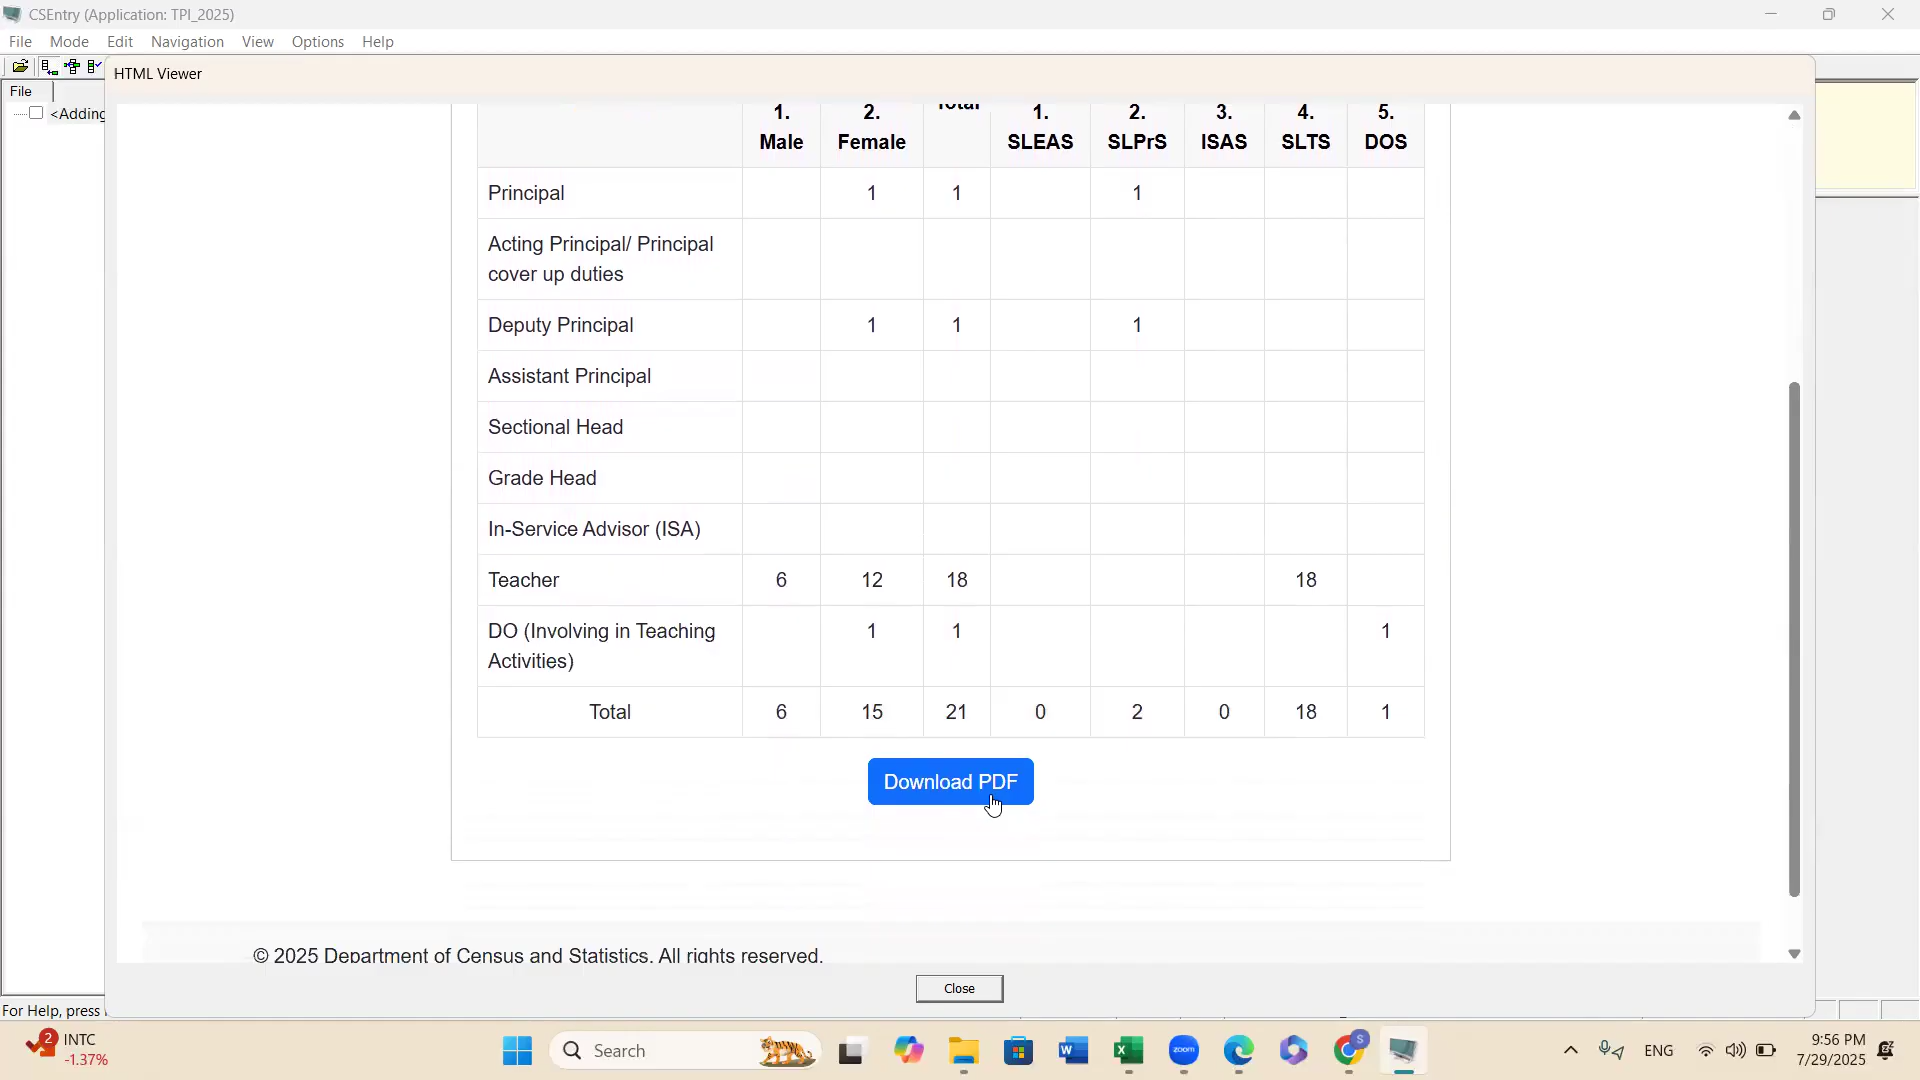 CSEntry (Application: TPI_2025)
File Mode Edit Navigation View Options Help
HTML Viewer
File
<Adding
Total
1. Male 2. Female 1. SLEAS 2. SLPrS 3. ISAS 4. SLTS 5. DOS
Principal 1 1 1
Acting Principal/ Principal
cover up duties
Deputy Principal 1 1 1
Assistant Principal
Sectional Head
Grade Head
In-Service Advisor (ISA)
Teacher 6 12 18 18
DO (Involving in Teaching 1 1 1
Activities)
Total 6 15 21 0 2 0 18 1
Download PDF
© 2025 Department of Census and Statistics. All rights reserved.
Close
For Help, press
2 INTC
-1.37%
Search
zoom
S
ENG
9:56 PM
7/29/2025